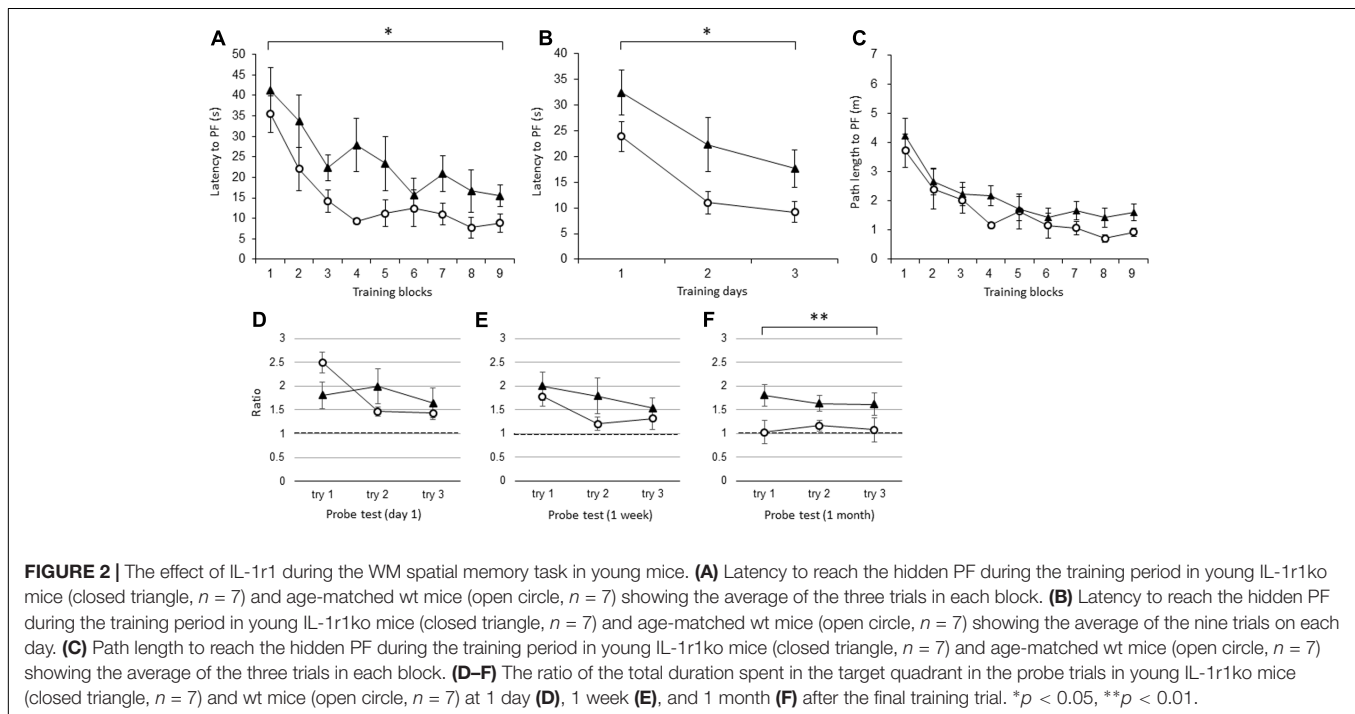 A
*
50
45
40
35
30
25
20
15
10
5
0
Latency to PF (s)
1 2 3 4 5 6 7 8 9
Training blocks
B
*
40
35
30
25
20
15
10
5
0
Latency to PF (s)
1 2 3
Training days
C
7
6
5
4
3
2
1
0
Path length to PF (m)
1 2 3 4 5 6 7 8 9
Training blocks
D
3
2.5
2
1.5
1
0.5
0
Ratio
try 1 try 2 try 3
Probe test (day 1)
E
3
2.5
2
1.5
1
0.5
0
try 1 try 2 try 3
Probe test (1 week)
F
**
3
2.5
2
1.5
1
0.5
0
try 1 try 2 try 3
Probe test (1 month)
FIGURE 2 | The effect of IL-1r1 during the WM spatial memory task in young mice. (A) Latency to reach the hidden PF during the training period in young IL-1r1ko
mice (closed triangle, n = 7) and age-matched wt mice (open circle, n = 7) showing the average of the three trials in each block. (B) Latency to reach the hidden PF
during the training period in young IL-1r1ko mice (closed triangle, n = 7) and age-matched wt mice (open circle, n = 7) showing the average of the nine trials on each
day. (C) Path length to reach the hidden PF during the training period in young IL-1r1ko mice (closed triangle, n = 7) and age-matched wt mice (open circle, n = 7)
showing the average of the three trials in each block. (D–F) The ratio of the total duration spent in the target quadrant in the probe trials in young IL-1r1ko mice
(closed triangle, n = 7) and wt mice (open circle, n = 7) at 1 day (D), 1 week (E), and 1 month (F) after the final training trial. *p < 0.05, **p < 0.01.